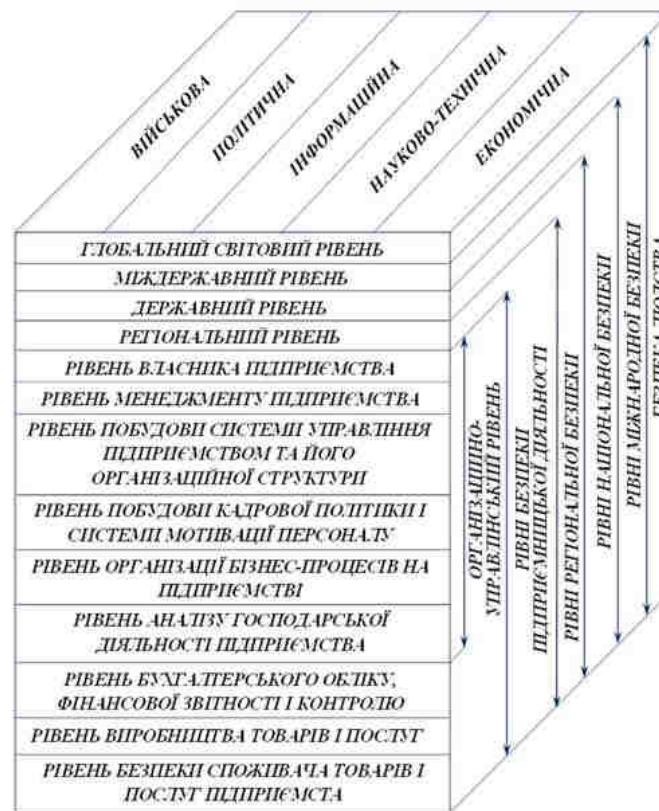 ВІЙСЬКОВА
ПОЛІТИЧНА
ІНФОРМАЦІЙНА
НАУКОВО-ТЕХНІЧНА
ЕКОНОМІЧНА
ГЛОБАЛЬНИЙ СВІТОВИЙ РІВЕНЬ
МІЖДЕРЖАВНИЙ РІВЕНЬ
ДЕРЖАВНИЙ РІВЕНЬ
РЕГІОНАЛЬНИЙ РІВЕНЬ
РІВЕНЬ ВЛАСНИКА ПІДПРИЄМСТВА
РІВЕНЬ МЕНЕДЖМЕНТУ ПІДПРИЄМСТВА
РІВЕНЬ ПОБУДОВИ СИСТЕМИ УПРАВЛІННЯ
ПІДПРИЄМСТВОМ ТА ЙОГО
ОРГАНІЗАЦІЙНОЇ СТРУКТУРИ
РІВЕНЬ ПОБУДОВИ КАДРОВОЇ ПОЛІТИКИ І
СИСТЕМИ МОТИВАЦІЇ ПЕРСОНАЛУ
РІВЕНЬ ОРГАНІЗАЦІЇ БІЗНЕС-ПРОЦЕСІВ НА
ПІДПРИЄМСТВІ
РІВЕНЬ АНАЛІЗУ ГОСПОДАРСЬКОЇ
ДІЯЛЬНОСТІ ПІДПРИЄМСТВА
РІВЕНЬ БУХГАЛТЕРСЬКОГО ОБЛІКУ,
ФІНАНСОВОЇ ЗВІТНОСТІ І КОНТРОЛЮ
РІВЕНЬ ВИРОБНИЦТВА ТОВАРІВ І ПОСЛУГ
РІВЕНЬ БЕЗПЕКИ СПОЖИВАЧА ТОВАРІВ І
ПОСЛУГ ПІДПРИЄМСТА
ОРГАНІЗАЦІЙНО-
УПРАВЛІНСЬКИЙ РІВЕНЬ
РІВНІ БЕЗПЕКИ
ПІДПРИЄМНИЦЬКОЇ ДІЯЛЬНОСТІ
РІВНІ РЕГІОНАЛЬНОЇ БЕЗПЕКИ
РІВНІ НАЦІОНАЛЬНОЇ БЕЗПЕКИ
РІВНІ МІЖНАРОДНОЇ БЕЗПЕКИ
БЕЗПЕКА ЛЮДСТВА